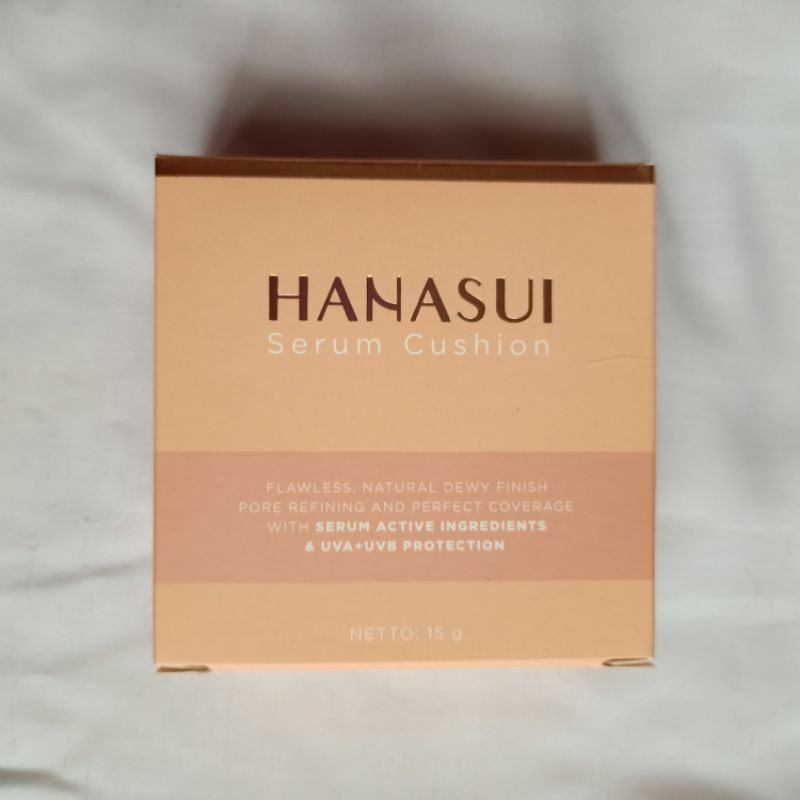 HANASUI
Serum Cushion
FLAWLESS, NATURAL DEWY FINISH
PORE REFINING AND PERFECT COVERAGE
WITH SERUM ACTIVE INGREDIENTS
& UVA+UVB PROTECTION
NETTO: 15 g